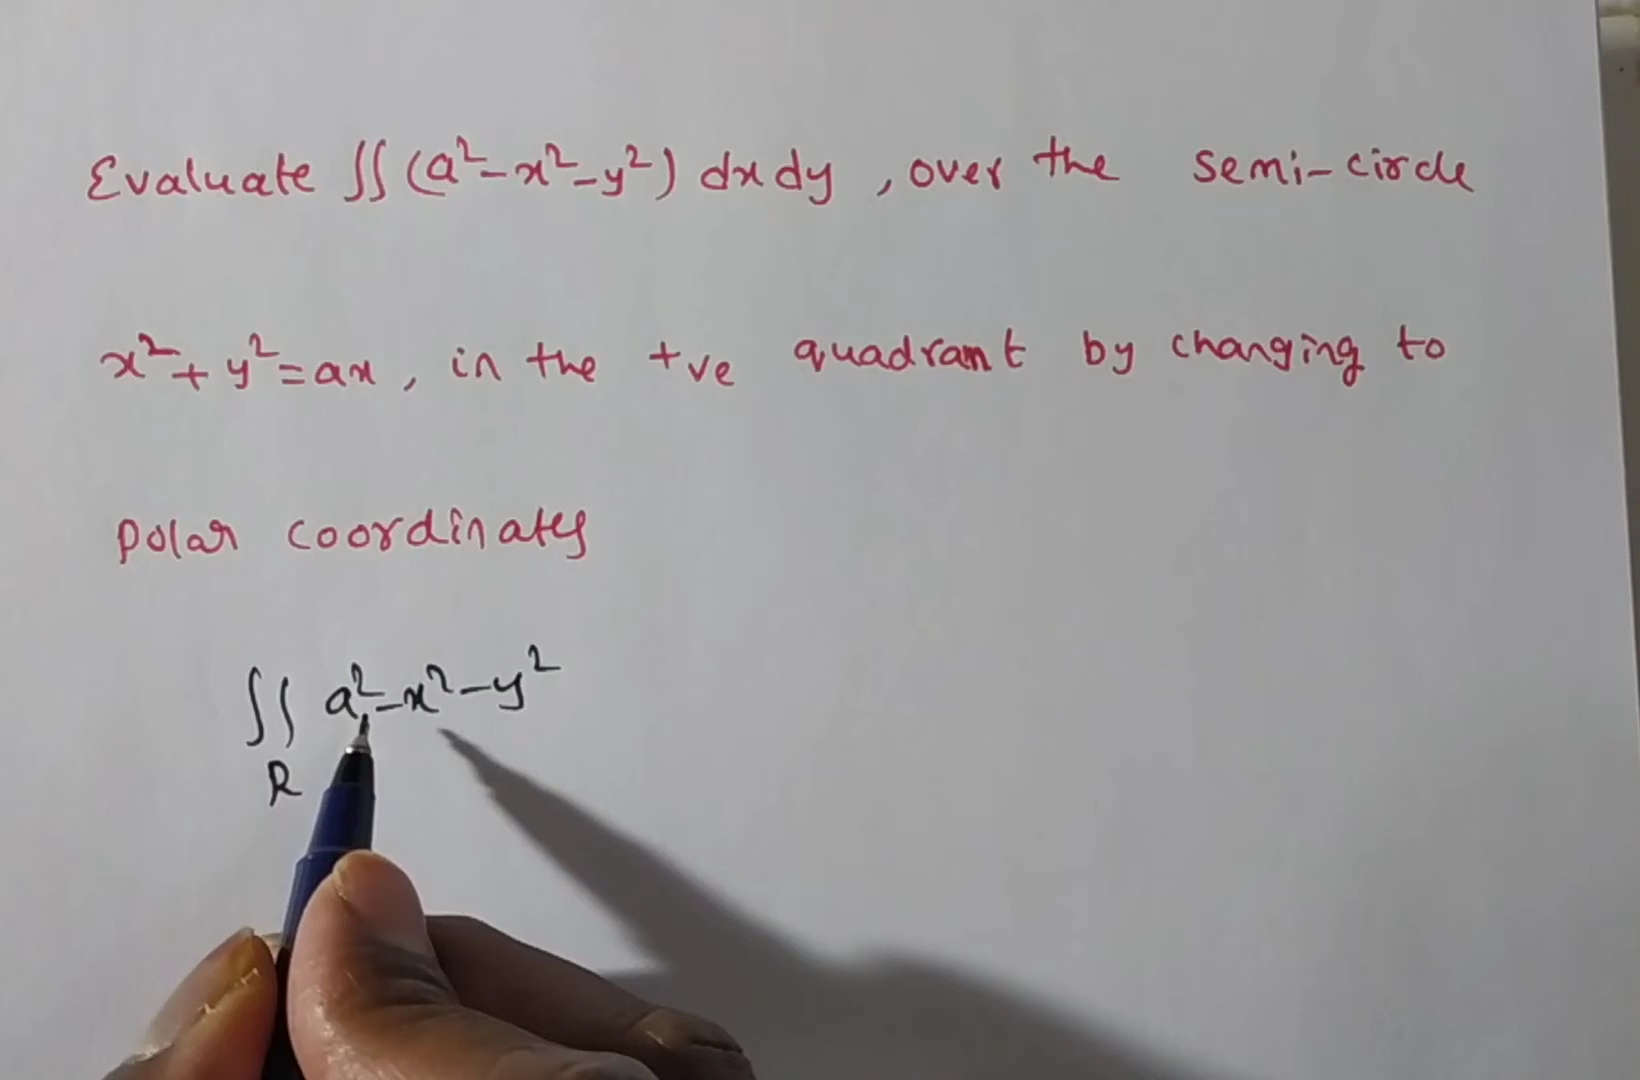 Evaluate ∬ (a²-x²-y²) dx dy , over the semi-circle
x²+y²=ax, in the +ve quadrant by changing to
polar coordinates
∬ a²-x²-y²
R